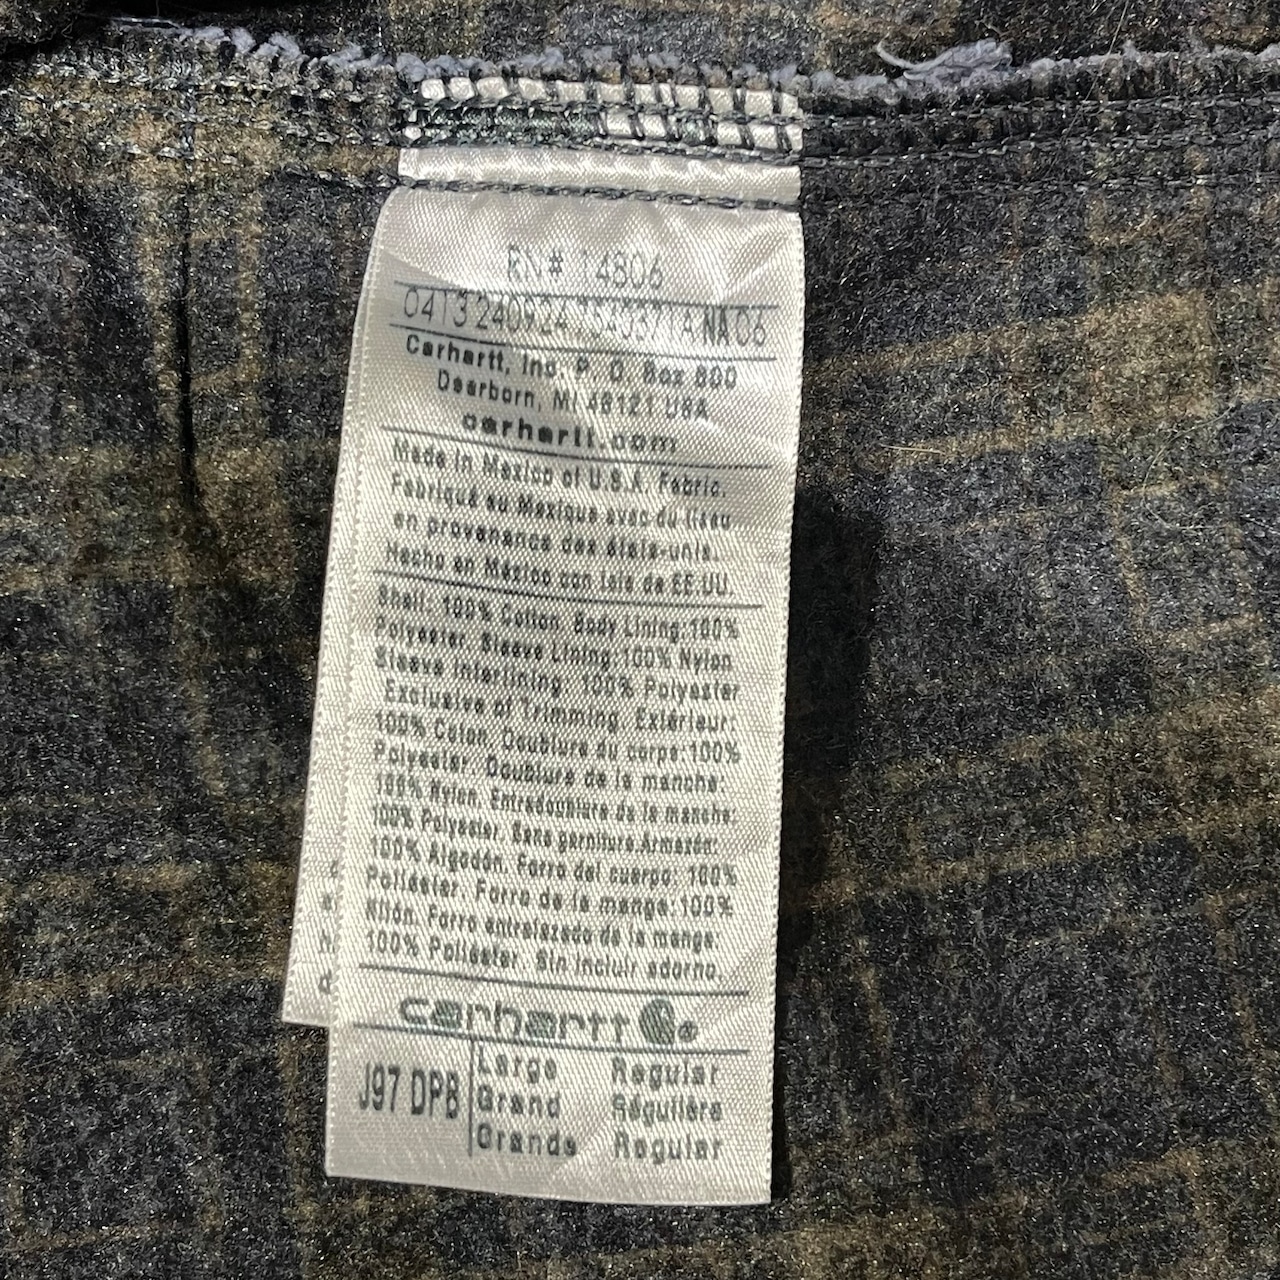 RN# 14806
0413 240924 NA 06
Carhartt, Inc. P. O. Box 600
Dearborn, MI 48121 USA
carhartt.com
Made in Mexico of U.S.A. Fabric.
Fabriqué au Mexique avec du tissu
en provenance des états-unis.
Hecho en México con tela de EE.UU.
Shell: 100% Cotton. Body Lining:100%
Polyester. Sleeve Lining:100% Nylon
Sleeve Interlining: 100% Polyester
Exclusive of Trimming. Extérieur:
100% Coton. Doublure du corps:100%
Polyester. Doublure de la manche:
100% Nylon. Entredoublure de la manche:
100% Polyester. Sans garniture.Armazón:
100% Algodón. Forro del cuerpo: 100%
Poliéster. Forro de la manga:100%
Nilón. Forro entrelazado de la manga:
100% Poliéster. Sin incluir adorno.
carhartt ®
J97 DPB
Large Regular
Grand Régulière
Grande Regular